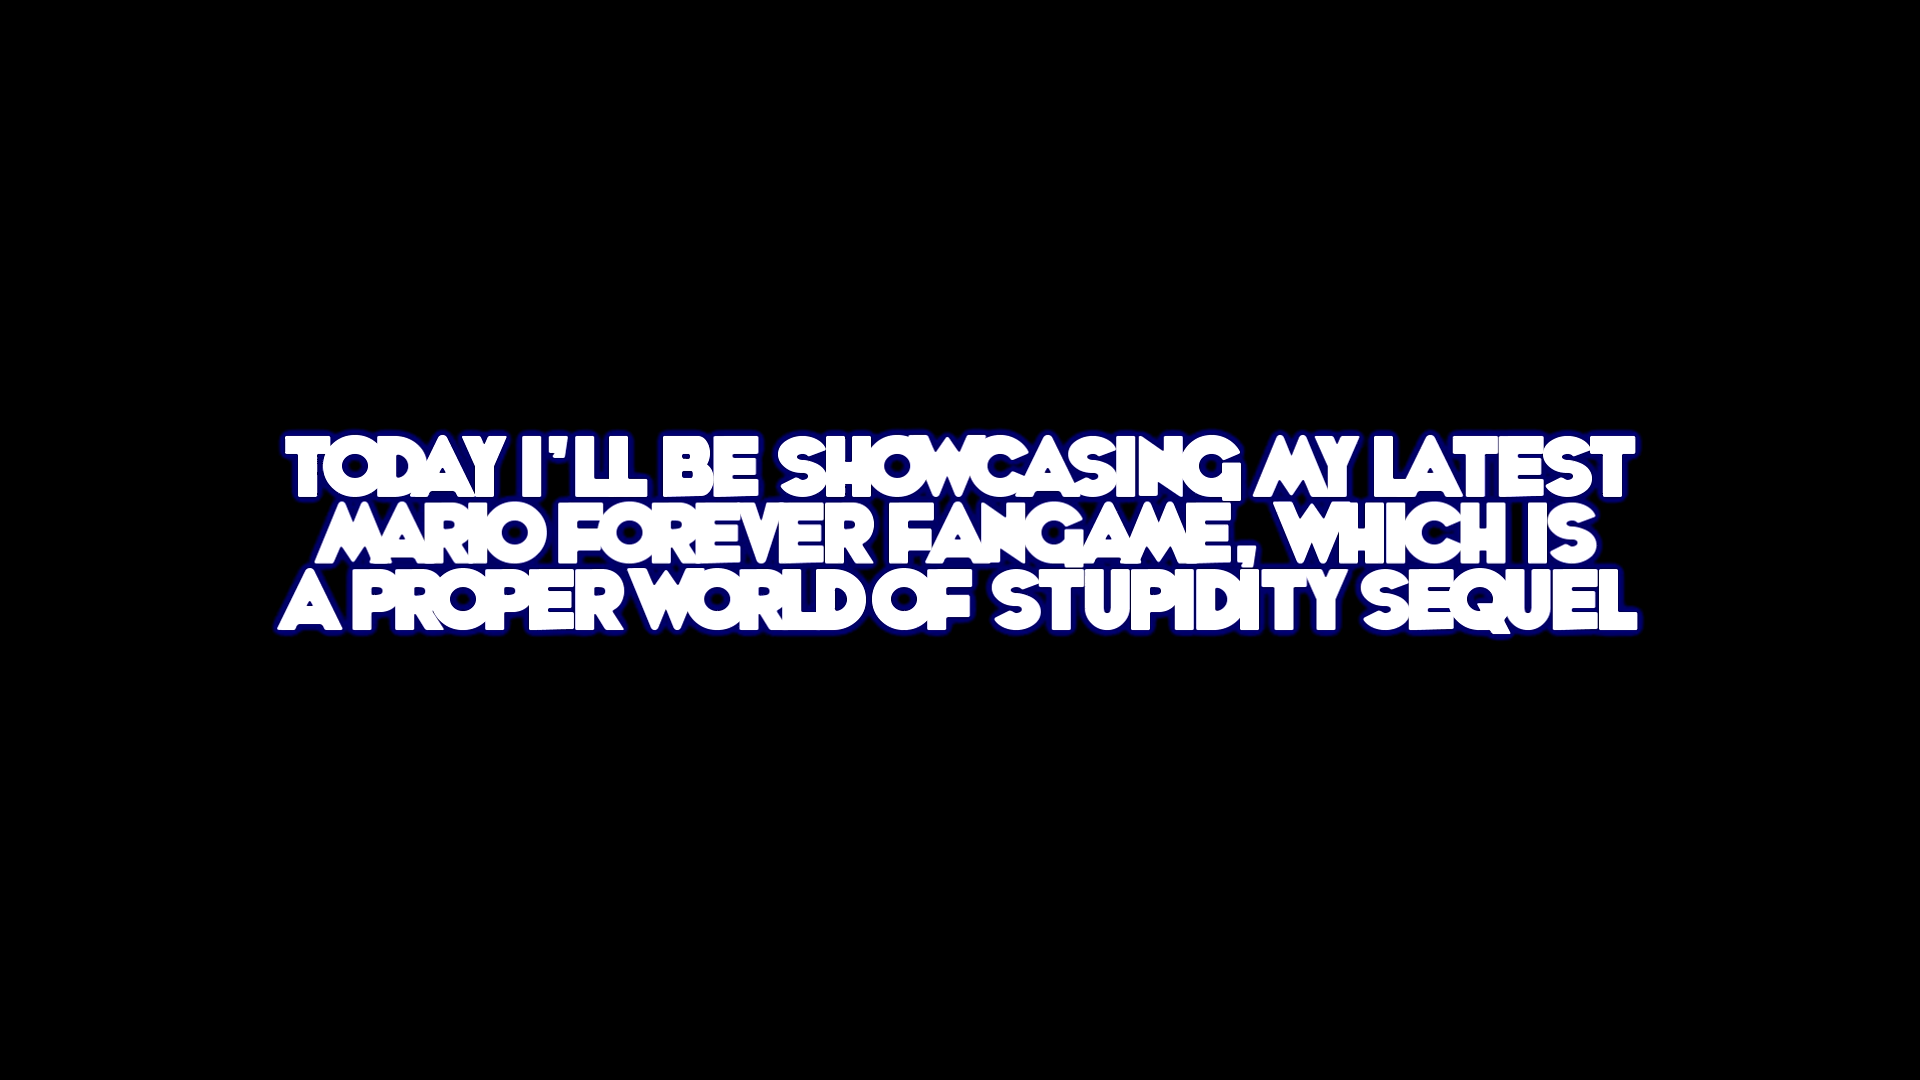 TODAY I'LL BE SHOWCASING MY LATEST
MARIO FOREVER FANGAME, WHICH IS
A PROPER WORLD OF STUPIDITY SEQUEL